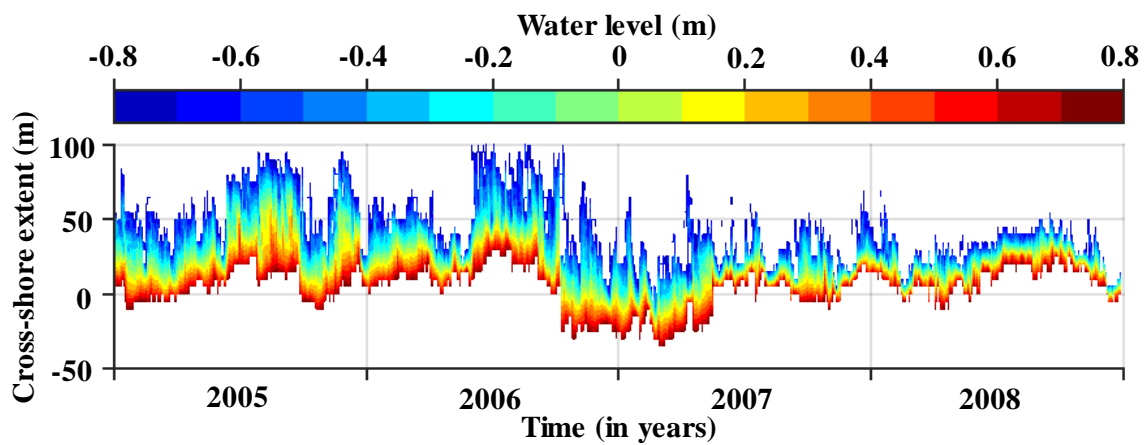 Water level (m)
-0.8 -0.6 -0.4 -0.2 0 0.2 0.4 0.6 0.8
Cross-shore extent (m)
100
50
0
-50
2005 2006 2007 2008
Time (in years)